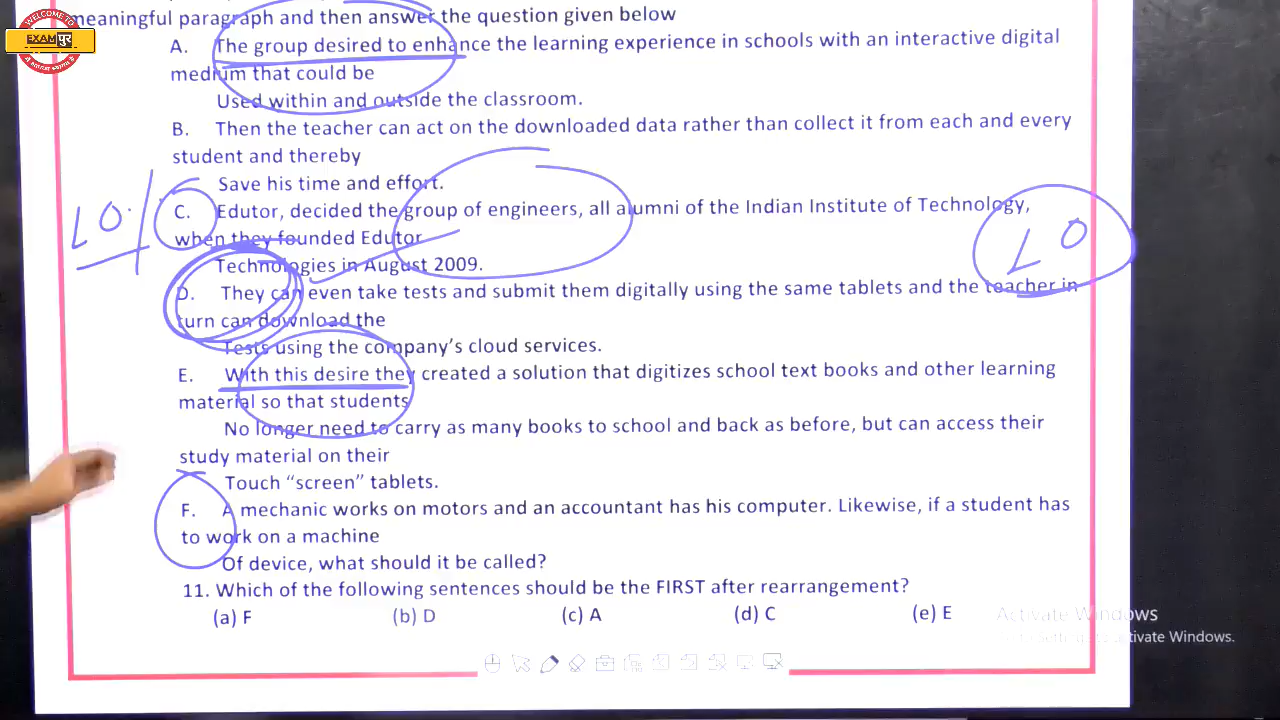 WELCOME TO
EXAMपुर
meaningful paragraph and then answer the question given below
A. The group desired to enhance the learning experience in schools with an interactive digital
medium that could be
Used within and outside the classroom.
B. Then the teacher can act on the downloaded data rather than collect it from each and every
student and thereby
Save his time and effort.
C. Edutor, decided the group of engineers, all alumni of the Indian Institute of Technology,
when they founded Edutor
Technologies in August 2009.
LO/
LO
D. They can even take tests and submit them digitally using the same tablets and the teacher in
turn can download the
Tests using the company's cloud services.
E. With this desire they created a solution that digitizes school text books and other learning
material so that students
No longer need to carry as many books to school and back as before, but can access their
study material on their
Touch "screen" tablets.
F. A mechanic works on motors and an accountant has his computer. Likewise, if a student has
to work on a machine
Of device, what should it be called?
11. Which of the following sentences should be the FIRST after rearrangement?
(a) F (b) D (c) A (d) C (e) E
Activate Windows
activate Windows.